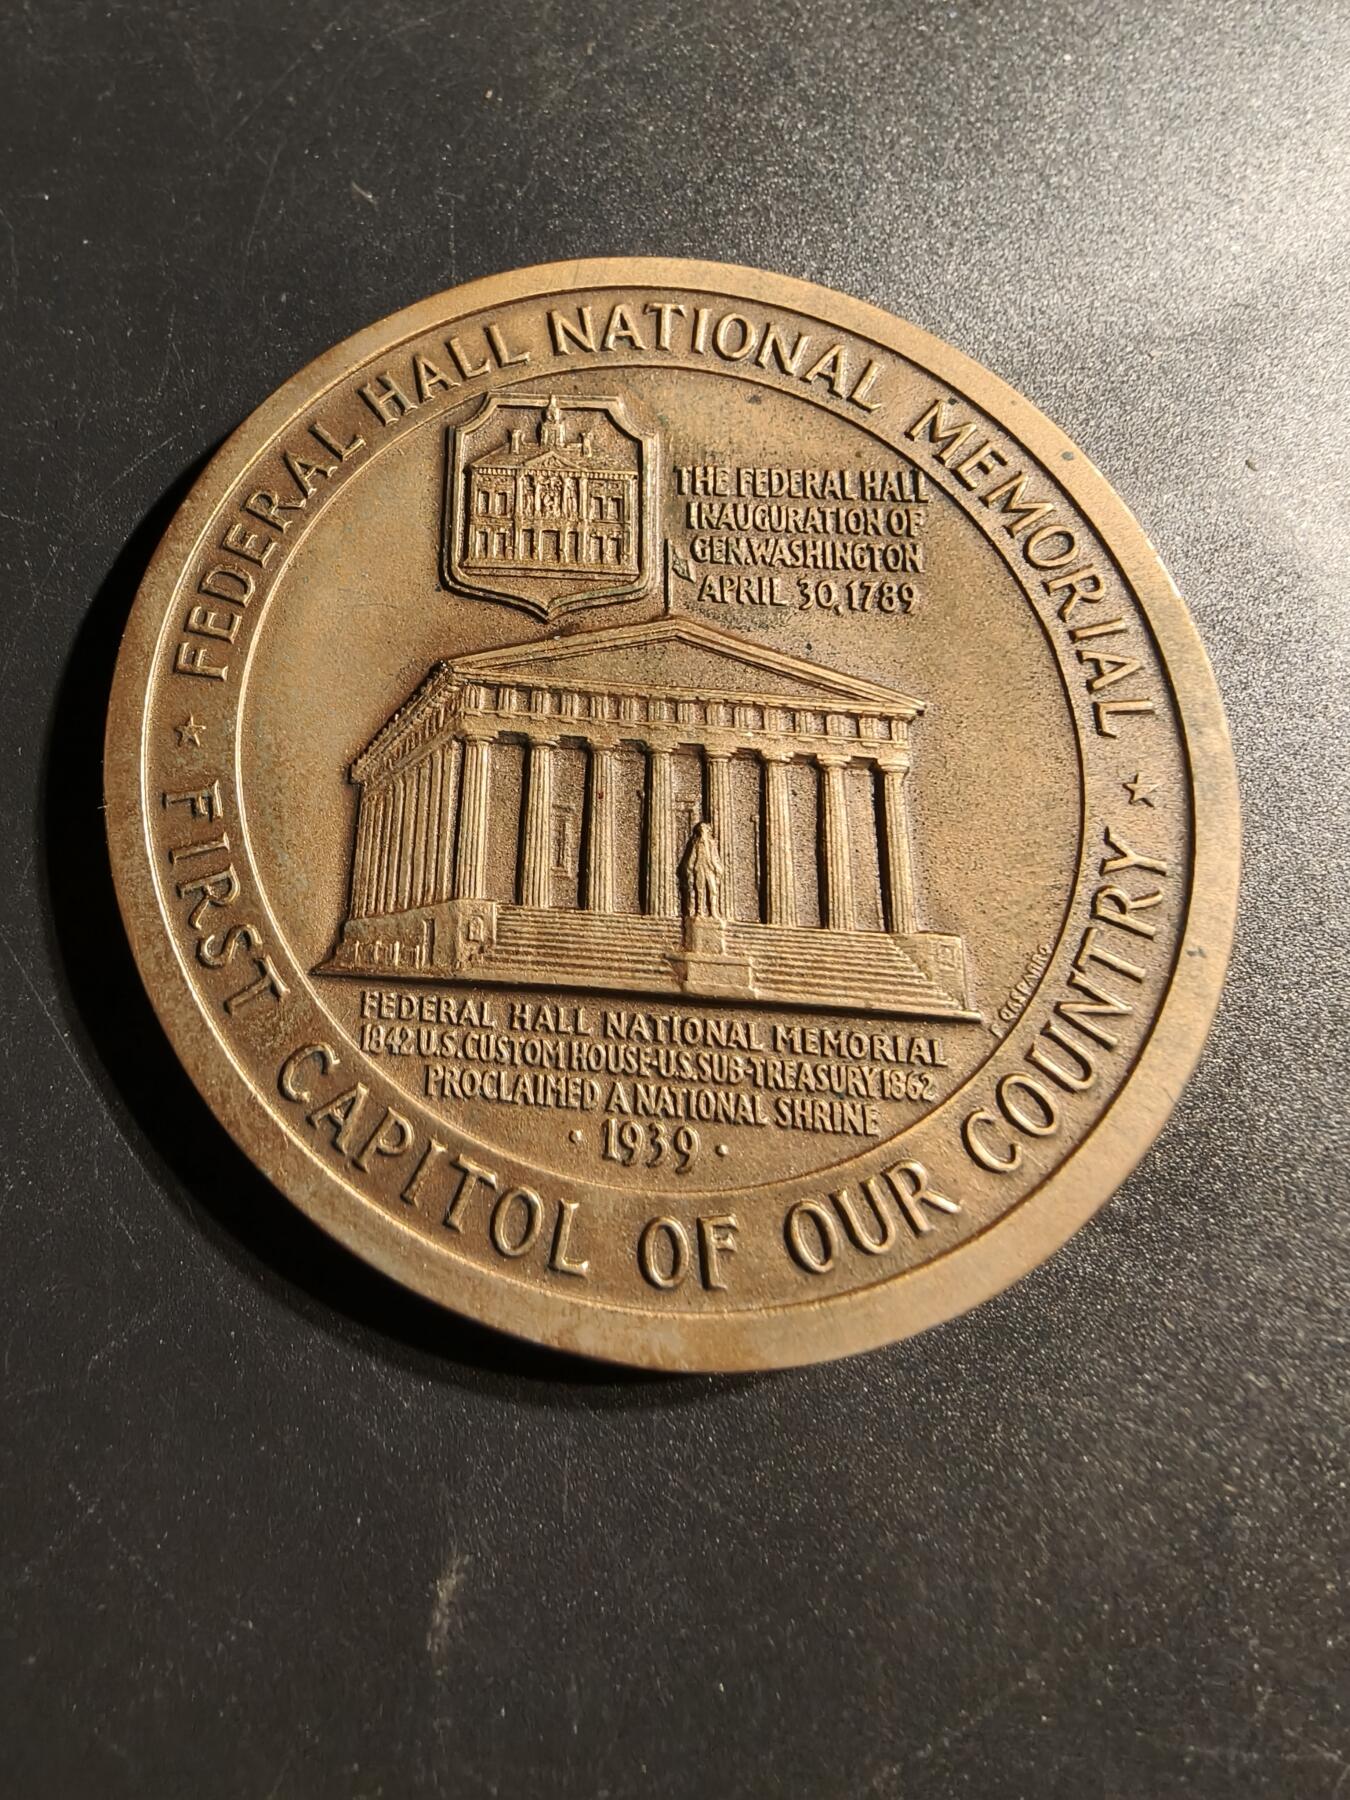 FEDERAL HALL NATIONAL MEMORIAL
THE FEDERAL HALL
INAUGURATION OF
GEN.WASHINGTON
APRIL 30,1789
FEDERAL HALL NATIONAL MEMORIAL
1842 U.S.CUSTOM HOUSE-U.S.SUB-TREASURY 1862
PROCLAIMED A NATIONAL SHRINE
· 1939 ·
★ FIRST CAPITOL OF OUR COUNTRY ★